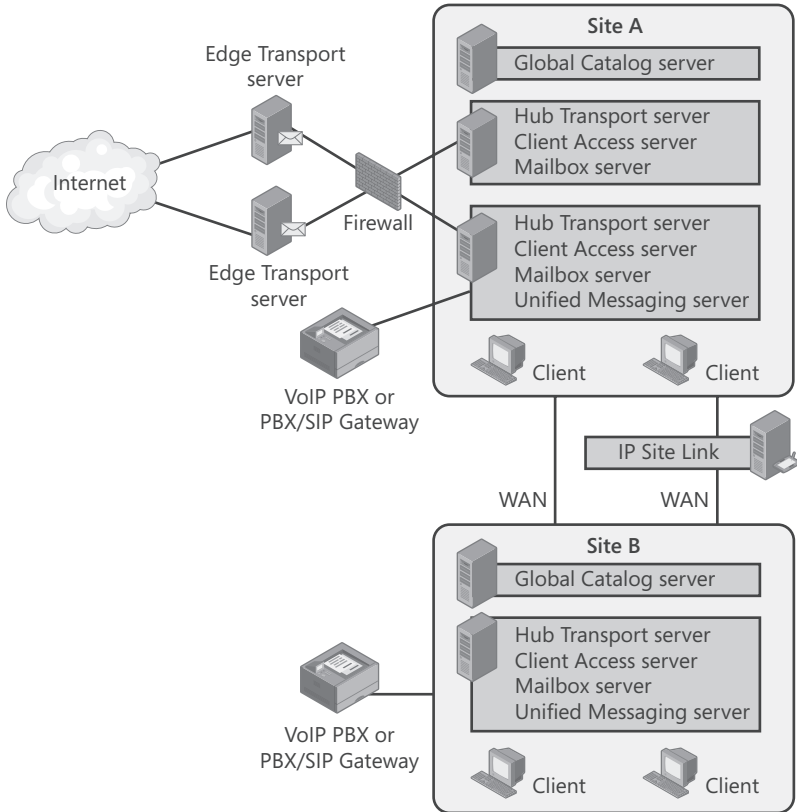 Site A
Global Catalog server
Edge Transport
server
Hub Transport server
Client Access server
Mailbox server
Internet
Firewall
Hub Transport server
Client Access server
Mailbox server
Unified Messaging server
Edge Transport
server
VoIP PBX or
PBX/SIP Gateway
Client
Client
IP Site Link
WAN
WAN
Site B
Global Catalog server
Hub Transport server
Client Access server
Mailbox server
Unified Messaging server
VoIP PBX or
PBX/SIP Gateway
Client
Client